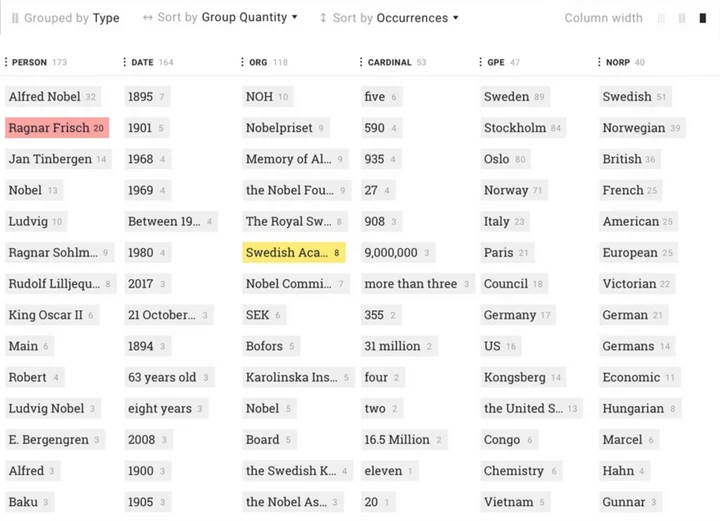 Grouped by Type Sort by Group Quantity Sort by Occurrences Column width
PERSON 173 DATE 164 ORG 118 CARDINAL 53 GPE 47 NORP 40
Alfred Nobel 32 1895 7 NOH 10 five 6 Sweden 89 Swedish 51
Ragnar Frisch 20 1901 5 Nobelpriset 9 590 4 Stockholm 84 Norwegian 39
Jan Tinbergen 14 1968 4 Memory of Al... 9 935 4 Oslo 80 British 36
Nobel 13 1969 4 the Nobel Fou... 9 27 4 Norway 71 French 25
Ludvig 10 Between 19... 4 The Royal Sw... 8 908 3 Italy 23 American 25
Ragnar Sohlm... 9 1980 4 Swedish Aca... 8 9,000,000 3 Paris 21 European 25
Rudolf Lilljequ... 8 2017 3 Nobel Commi... 7 more than three 3 Council 18 Victorian 22
King Oscar II 6 21 October... 3 SEK 6 355 2 Germany 17 German 21
Main 6 1894 3 Bofors 5 31 million 2 US 16 Germans 14
Robert 4 63 years old 3 Karolinska Ins... 5 four 2 Kongsberg 14 Economic 11
Ludvig Nobel 3 eight years 3 Nobel 5 two 2 the United S... 13 Hungarian 8
E. Bergengren 3 2008 3 Board 5 16.5 Million 2 Congo 6 Marcel 6
Alfred 3 1900 3 the Swedish K... 4 eleven 1 Chemistry 6 Hahn 4
Baku 3 1905 3 the Nobel As... 3 20 1 Vietnam 5 Gunnar 3